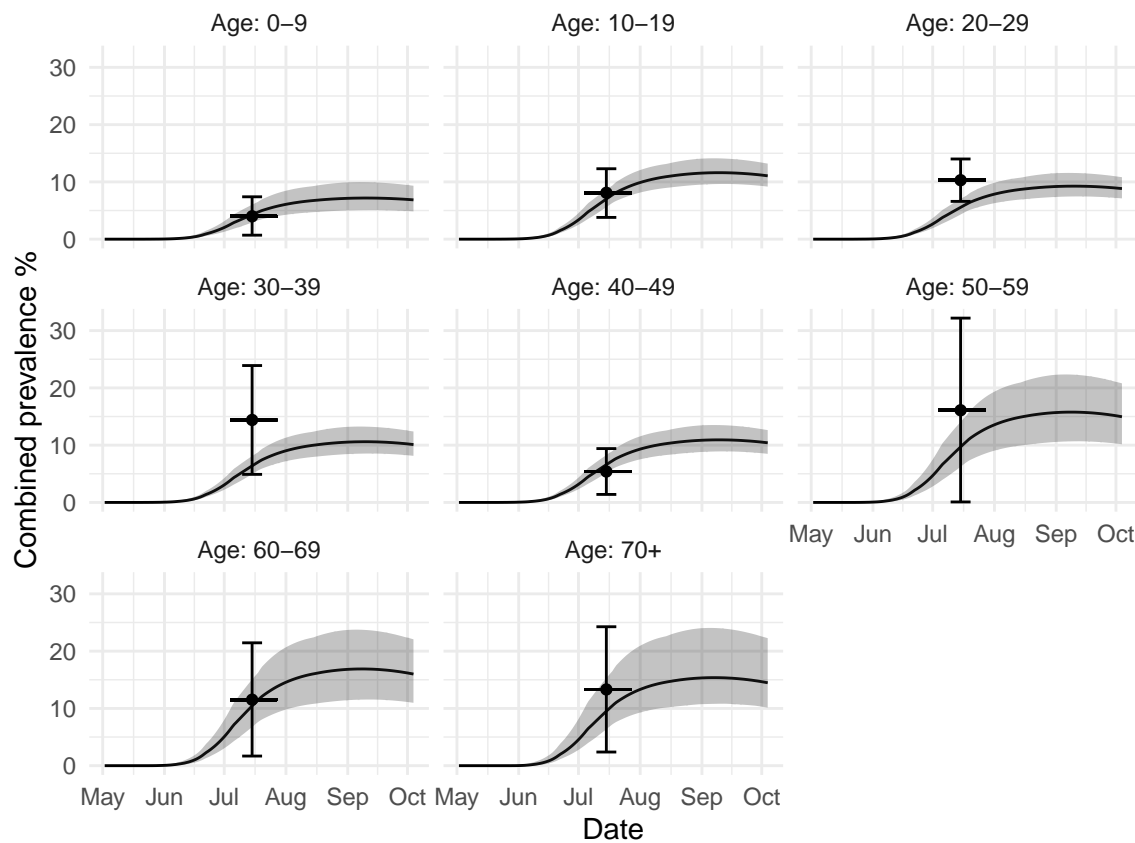 Age: 0–9 Age: 10–19 Age: 20–29
30
20
10
0
Age: 30–39 Age: 40–49 Age: 50–59
30
20
10
0
May Jun Jul Aug Sep Oct
Age: 60–69 Age: 70+
30
20
10
0
May Jun Jul Aug Sep Oct May Jun Jul Aug Sep Oct
Date
Combined prevalence %